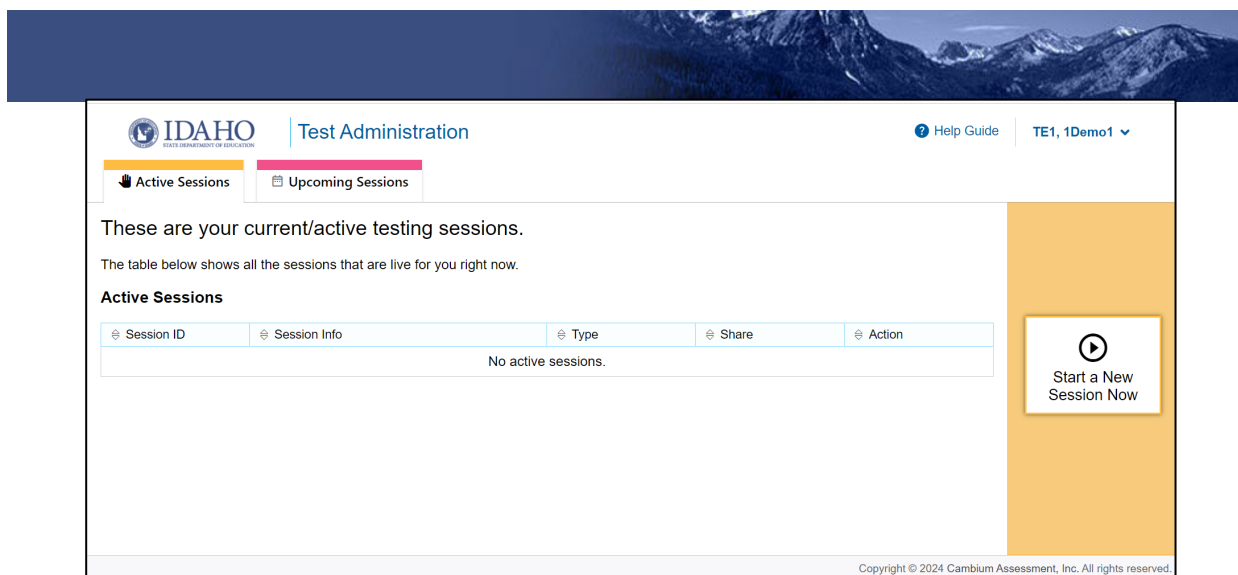 IDAHO
STATE DEPARTMENT OF EDUCATION
Test Administration
Help Guide
TE1, 1Demo1
Active Sessions
Upcoming Sessions
These are your current/active testing sessions.
The table below shows all the sessions that are live for you right now.
Active Sessions
Session ID
Session Info
Type
Share
Action
No active sessions.
Start a New
Session Now
Copyright © 2024 Cambium Assessment, Inc. All rights reserved.